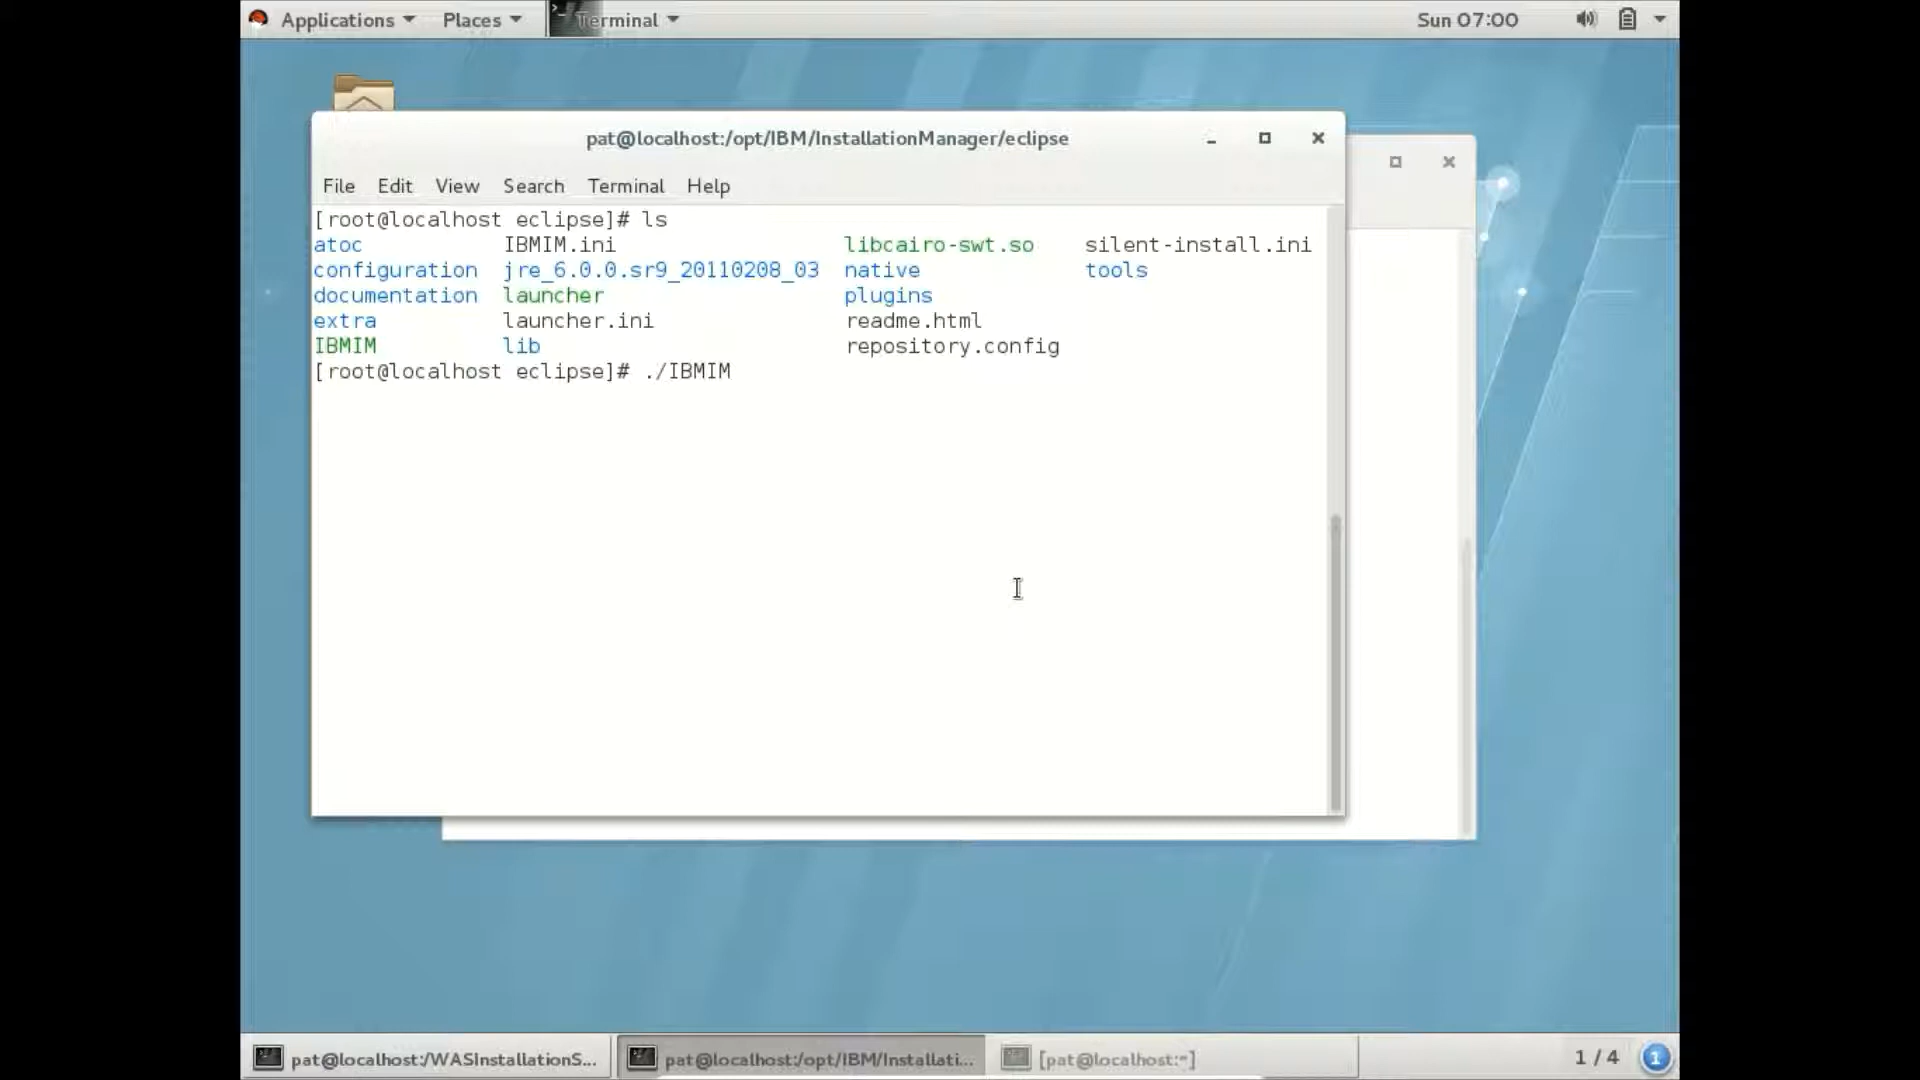 Applications Places Terminal Sun 07:00
pat@localhost:/opt/IBM/InstallationManager/eclipse
File Edit View Search Terminal Help
[root@localhost eclipse]# ls
atoc IBMIM.ini libcairo-swt.so silent-install.ini
configuration jre_6.0.0.sr9_20110208_03 native tools
documentation launcher plugins
extra launcher.ini readme.html
IBMIM lib repository.config
[root@localhost eclipse]# ./IBMIM
pat@localhost:/WASInstallationS... pat@localhost:/opt/IBM/Installati... [pat@localhost:~] 1 / 4 1